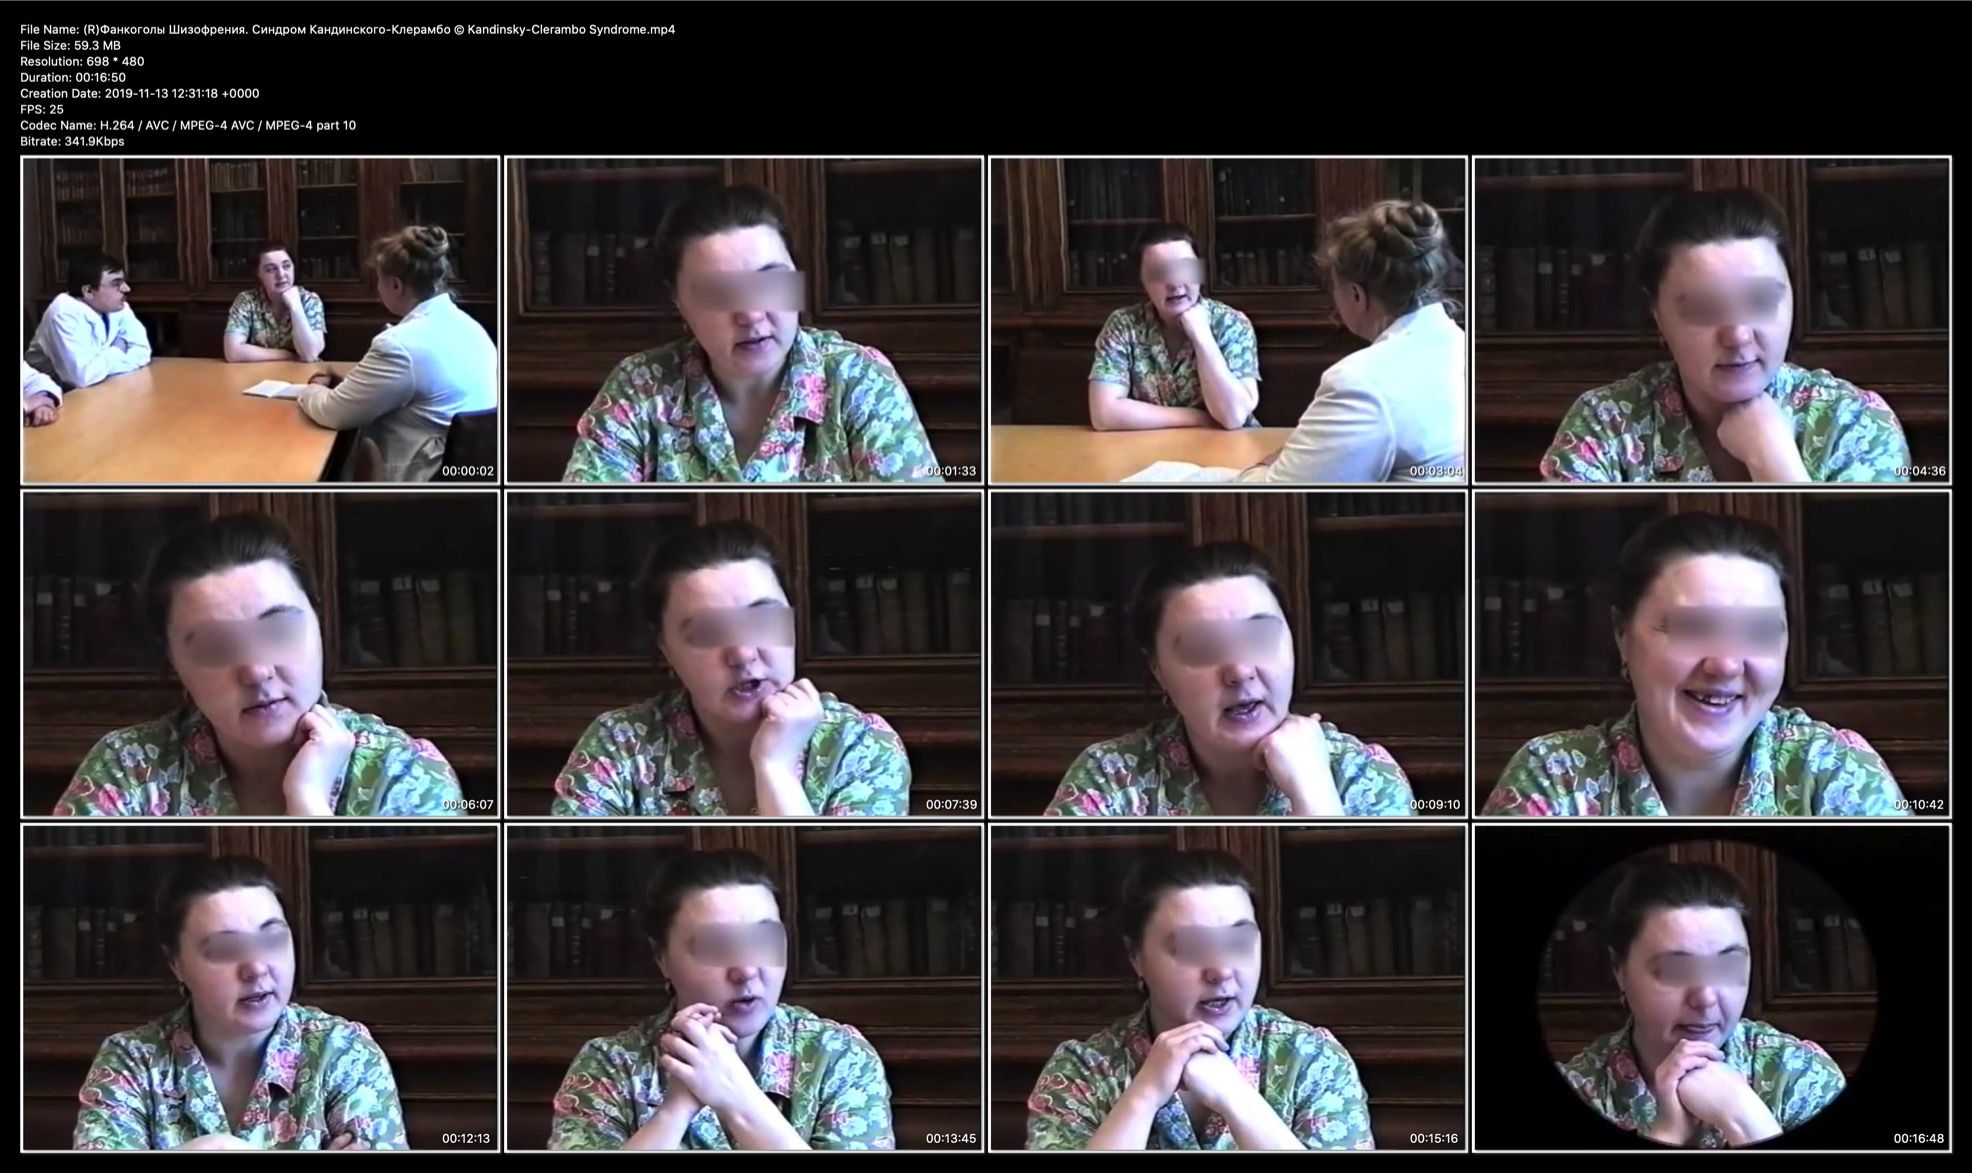 File Name: (R)Фанкоголы Шизофрения. Синдром Кандинского-Клерамбо © Kandinsky-Clerambo Syndrome.mp4
File Size: 59.3 MB
Resolution: 698 * 480
Duration: 00:16:50
Creation Date: 2019-11-13 12:31:18 +0000
FPS: 25
Codec Name: H.264 / AVC / MPEG-4 AVC / MPEG-4 part 10
Bitrate: 341.9Kbps
00:00:02
00:01:33
00:03:04
00:04:36
00:06:07
00:07:39
00:09:10
00:10:42
00:12:13
00:13:45
00:15:16
00:16:48